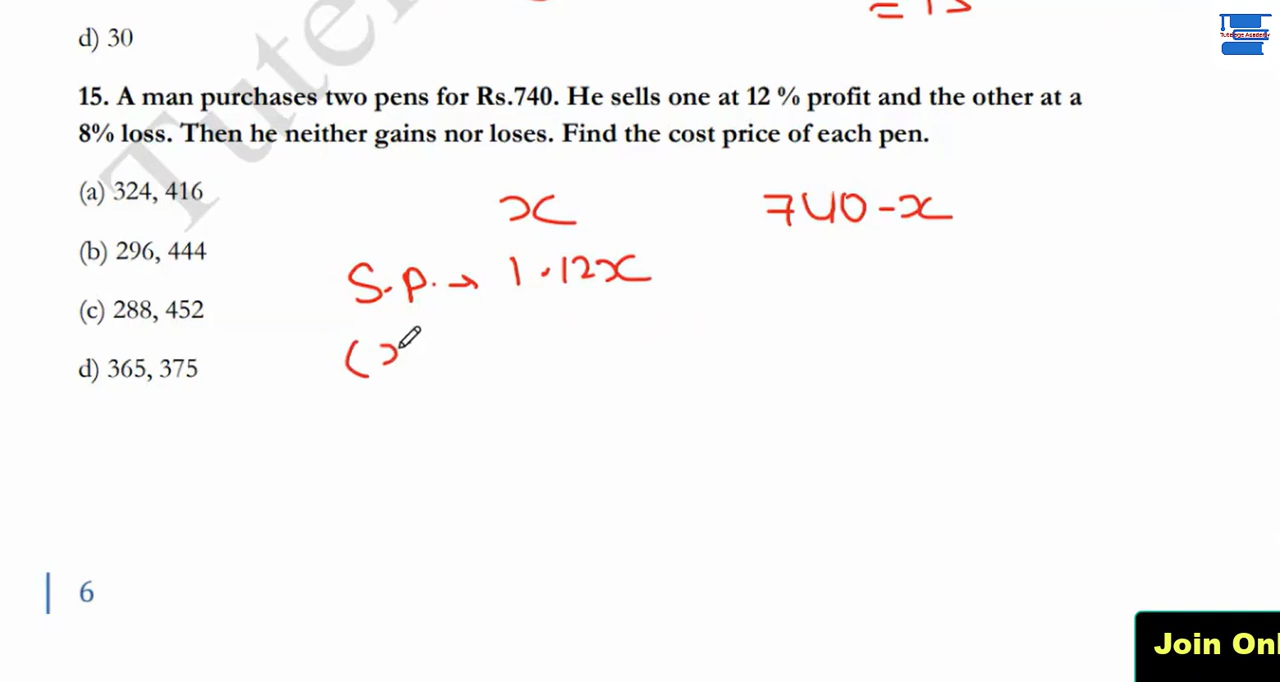 = 15
d) 30
15. A man purchases two pens for Rs.740. He sells one at 12 % profit and the other at a
8% loss. Then he neither gains nor loses. Find the cost price of each pen.
(a) 324, 416
x 740-x
(b) 296, 444
S.P. → 1.12x
(c) 288, 452
(
d) 365, 375
6
Join Onl
Tute